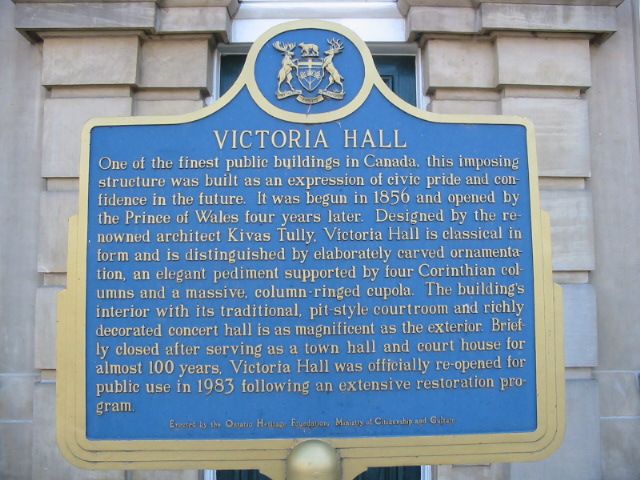 VICTORIA HALL
One of the finest public buildings in Canada, this imposing
structure was built as an expression of civic pride and con-
fidence in the future. It was begun in 1856 and opened by
the Prince of Wales four years later. Designed by the re-
nowned architect Kivas Tully, Victoria Hall is classical in
form and is distinguished by elaborately carved ornamenta-
tion, an elegant pediment supported by four Corinthian col-
umns and a massive, column-ringed cupola. The building's
interior with its traditional, pit-style courtroom and richly
decorated concert hall is as magnificent as the exterior. Brief-
ly closed after serving as a town hall and court house for
almost 100 years, Victoria Hall was officially re-opened for
public use in 1983 following an extensive restoration pro-
gram.
Erected by the Ontario Heritage Foundation, Ministry of Citizenship and Culture